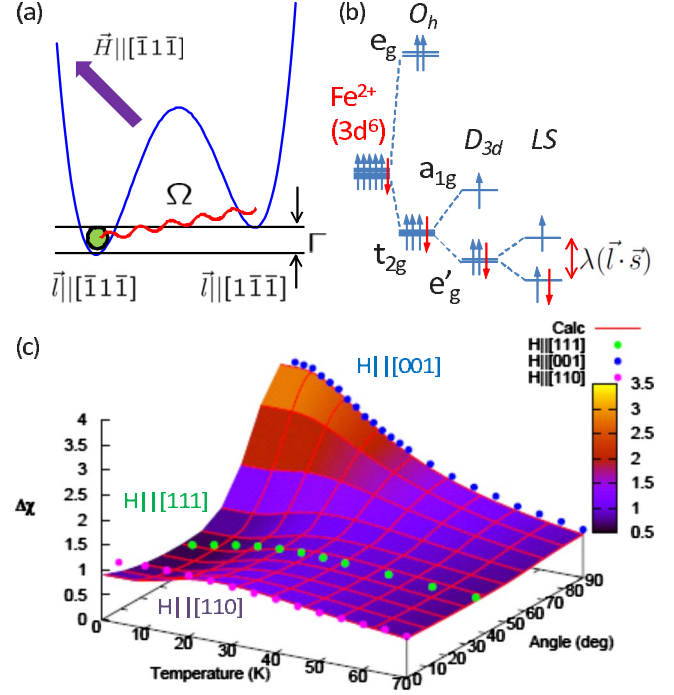 (a)
H⃗||[1̄11̄]
Ω
Γ
l⃗||[1̄11̄]
l⃗||[11̄1̄]
(b)
O_h
e_g
Fe²⁺
(3d⁶)
D_3d
LS
a_1g
t_2g
e'_g
λ(l⃗·s⃗)
(c)
Calc
H||[111]
H||[001]
H||[110]
H||[001]
3.5
3
2.5
2
1.5
1
0.5
4
3.5
3
2.5
2
1.5
1
0.5
0
Δχ
H||[111]
H||[110]
0
10
20
30
40
50
60
70
Temperature (K)
0
10
20
30
40
50
60
70
80
90
Angle (deg)